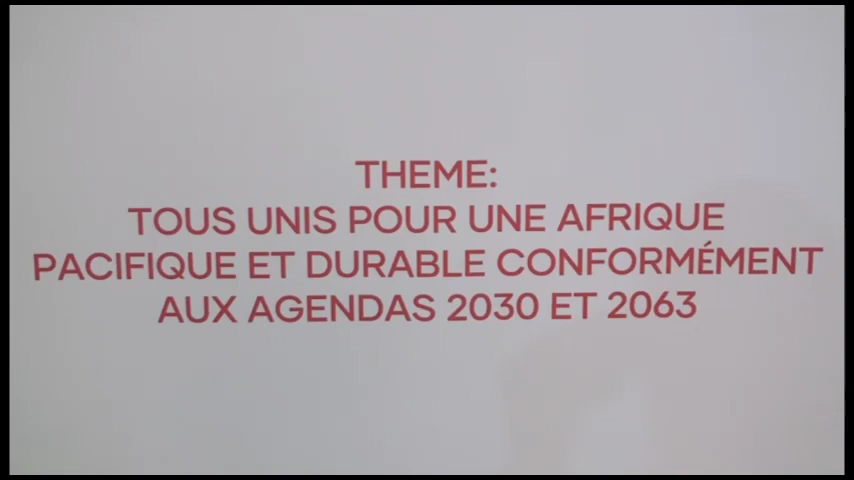 THEME:
TOUS UNIS POUR UNE AFRIQUE
PACIFIQUE ET DURABLE CONFORMÉMENT
AUX AGENDAS 2030 ET 2063